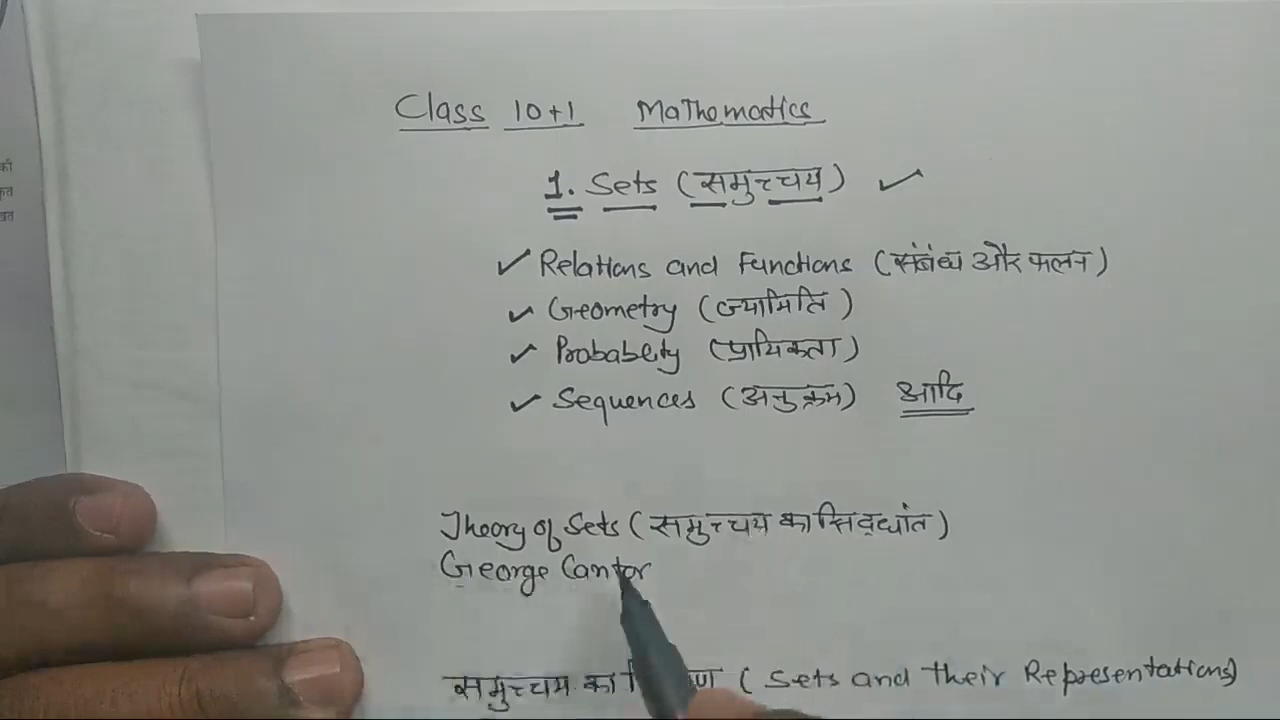 Class 10+1 Mathematics
1. Sets (समुच्चय)
Relations and Functions (संबंध और फलन)
Geometry (ज्यामिति)
Probabelity (प्रायिकता)
Sequences (अनुक्रम) आदि
Theory of Sets (समुच्चय का सिद्धांत)
George Cantor
समुच्चय का (Sets and their Representations)